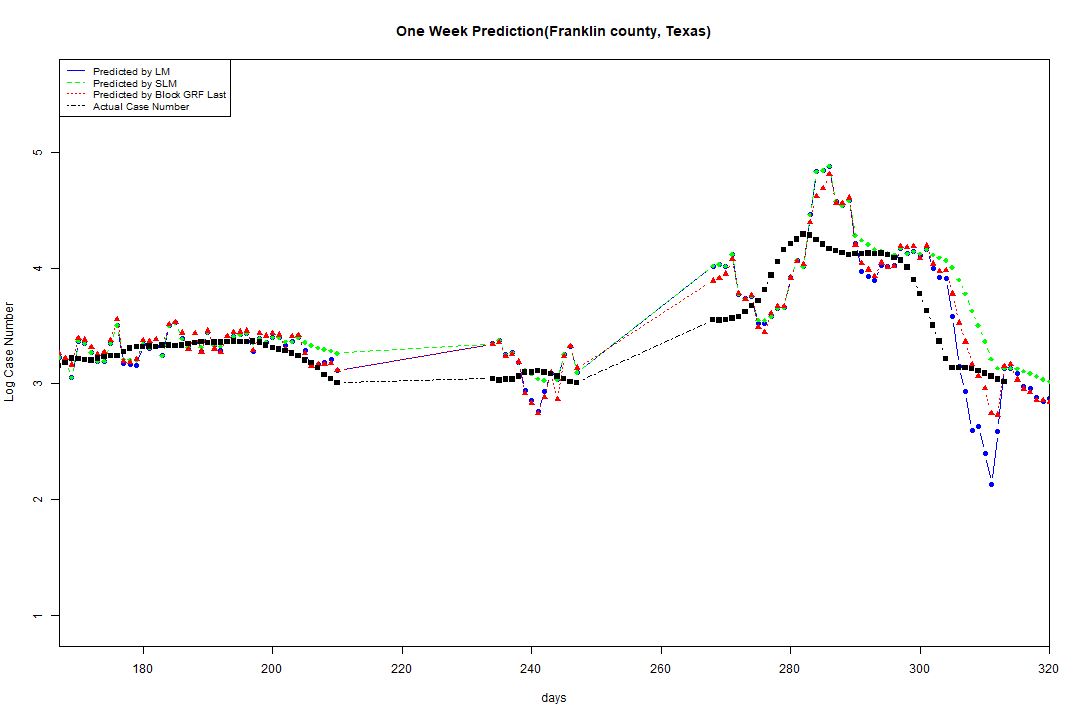 One Week Prediction(Franklin county, Texas)
Predicted by LM
Predicted by SLM
Predicted by Block GRF Last
Actual Case Number
5
4
3
2
1
Log Case Number
180 200 220 240 260 280 300 320
days